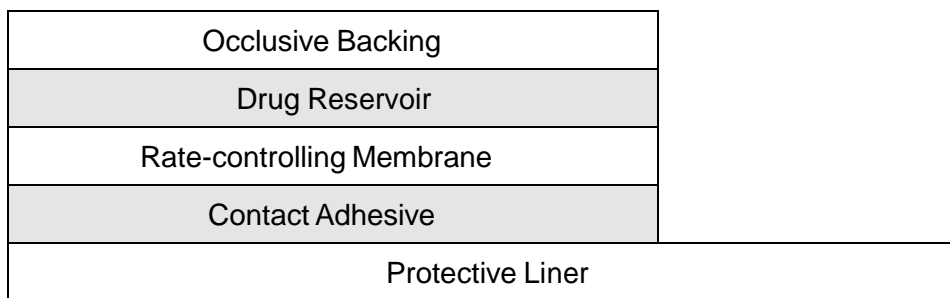 Occlusive Backing
Drug Reservoir
Rate-controlling Membrane
Contact Adhesive
Protective Liner